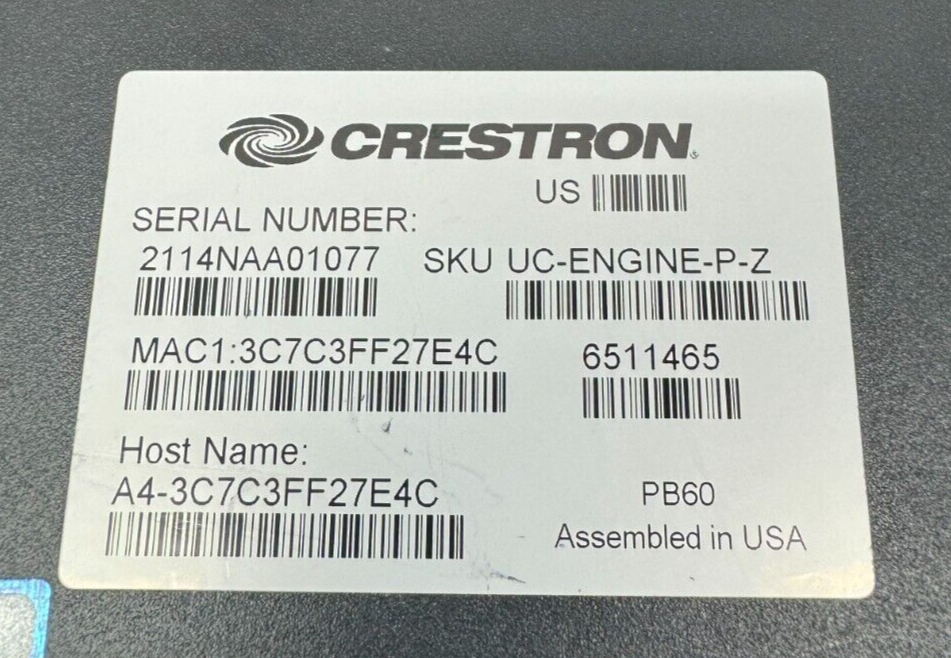 CRESTRON
US
SERIAL NUMBER:
2114NAA01077
SKU UC-ENGINE-P-Z
MAC1:3C7C3FF27E4C
6511465
Host Name:
A4-3C7C3FF27E4C
PB60
Assembled in USA